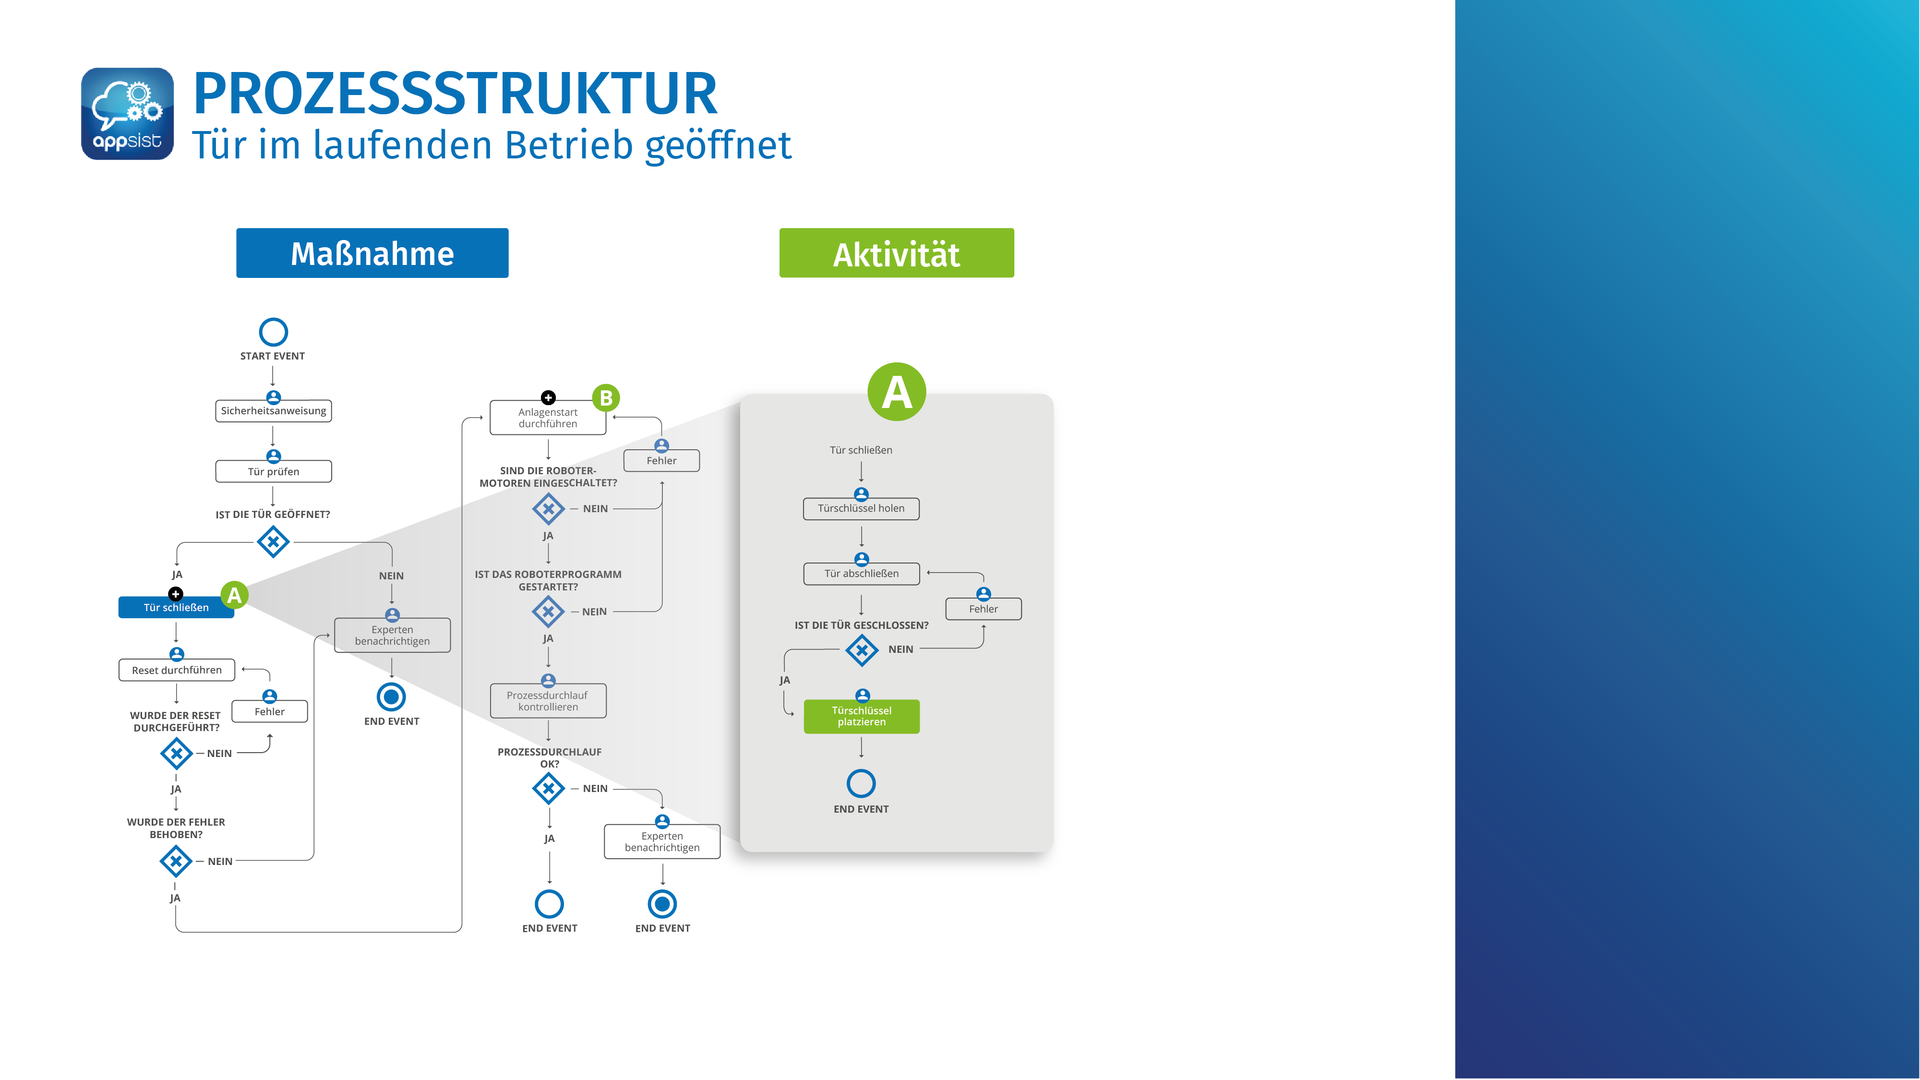 appsist
PROZESSSTRUKTUR
Tür im laufenden Betrieb geöffnet
Maßnahme
START EVENT
Sicherheitsanweisung
Tür prüfen
IST DIE TÜR GEÖFFNET?
JA
NEIN
Tür schließen
A
Experten
benachrichtigen
END EVENT
Reset durchführen
Fehler
WURDE DER RESET
DURCHGEFÜHRT?
NEIN
JA
WURDE DER FEHLER
BEHOBEN?
NEIN
JA
B
Anlagenstart
durchführen
Fehler
SIND DIE ROBOTER-
MOTOREN EINGESCHALTET?
NEIN
JA
IST DAS ROBOTERPROGRAMM
GESTARTET?
NEIN
JA
Prozessdurchlauf
kontrollieren
PROZESSDURCHLAUF
OK?
NEIN
JA
Experten
benachrichtigen
END EVENT
END EVENT
Aktivität
A
Tür schließen
Türschlüssel holen
Tür abschließen
Fehler
IST DIE TÜR GESCHLOSSEN?
NEIN
JA
Türschlüssel
platzieren
END EVENT